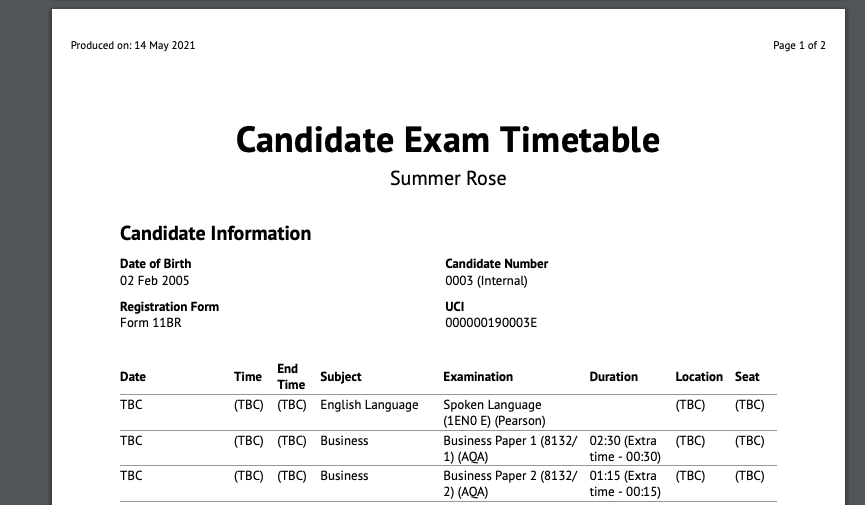 Produced on: 14 May 2021
Page 1 of 2
Candidate Exam Timetable
Summer Rose
Candidate Information
Date of Birth
02 Feb 2005
Candidate Number
0003 (Internal)
Registration Form
Form 11BR
UCI
000000190003E
Date Time End Time Subject Examination Duration Location Seat
TBC (TBC) (TBC) English Language Spoken Language (TBC) (TBC)
(1EN0 E) (Pearson)
TBC (TBC) (TBC) Business Business Paper 1 (8132/ 02:30 (Extra (TBC) (TBC)
1) (AQA) time - 00:30)
TBC (TBC) (TBC) Business Business Paper 2 (8132/ 01:15 (Extra (TBC) (TBC)
2) (AQA) time - 00:15)